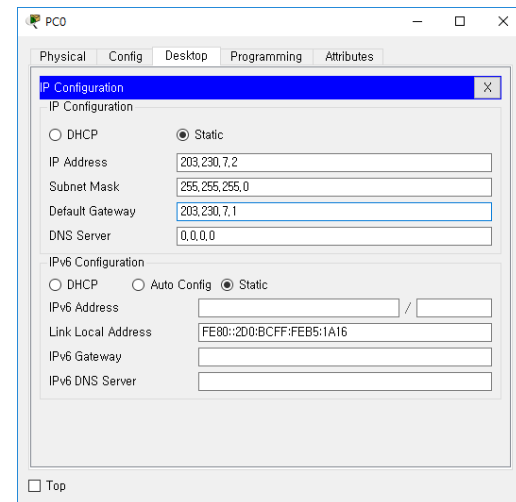 PC0
Physical Config Desktop Programming Attributes
IP Configuration X
IP Configuration
DHCP Static
IP Address 203,230,7,2
Subnet Mask 255,255,255,0
Default Gateway 203,230,7,1
DNS Server 0,0,0,0
IPv6 Configuration
DHCP Auto Config Static
IPv6 Address /
Link Local Address FE80::2D0:BCFF:FEB5:1A16
IPv6 Gateway
IPv6 DNS Server
Top